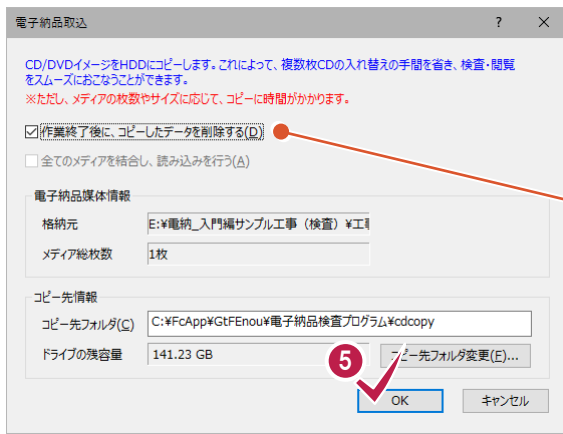 電子納品取込
? ×
CD/DVDイメージをHDDにコピーします。これによって、複数枚CDの入れ替えの手間を省き、検査・閲覧
をスムーズにおこなうことができます。
※ただし、メディアの枚数やサイズに応じて、コピーに時間がかかります。
作業終了後に、コピーしたデータを削除する(D)
全てのメディアを結合し、読み込みを行う(A)
電子納品媒体情報
格納元 E:¥電納_入門編サンプル工事（検査）¥工
メディア総枚数 1枚
コピー先情報
コピー先フォルダ(C) C:¥FcApp¥GtFEnou¥電子納品検査プログラム¥cdcopy
ドライブの残容量 141.23 GB コピー先フォルダ変更(F)...
5
OK キャンセル